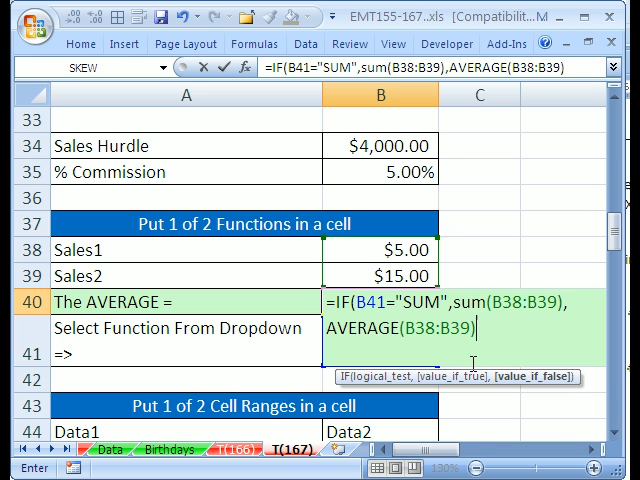 EMT155-167..xls [Compatibilit... M
Home Insert Page Layout Formulas Data Review View Developer Add-Ins
SKEW =IF(B41="SUM",sum(B38:B39),AVERAGE(B38:B39)
A B C
33
34 Sales Hurdle $4,000.00
35 % Commission 5.00%
36
37 Put 1 of 2 Functions in a cell
38 Sales1 $5.00
39 Sales2 $15.00
40 The AVERAGE = =IF(B41="SUM",sum(B38:B39),
Select Function From Dropdown AVERAGE(B38:B39)
41 =>
IF(logical_test, [value_if_true], [value_if_false])
42
43 Put 1 of 2 Cell Ranges in a cell
44 Data1 Data2
Data Birthdays T(166) T(167)
Enter 130%